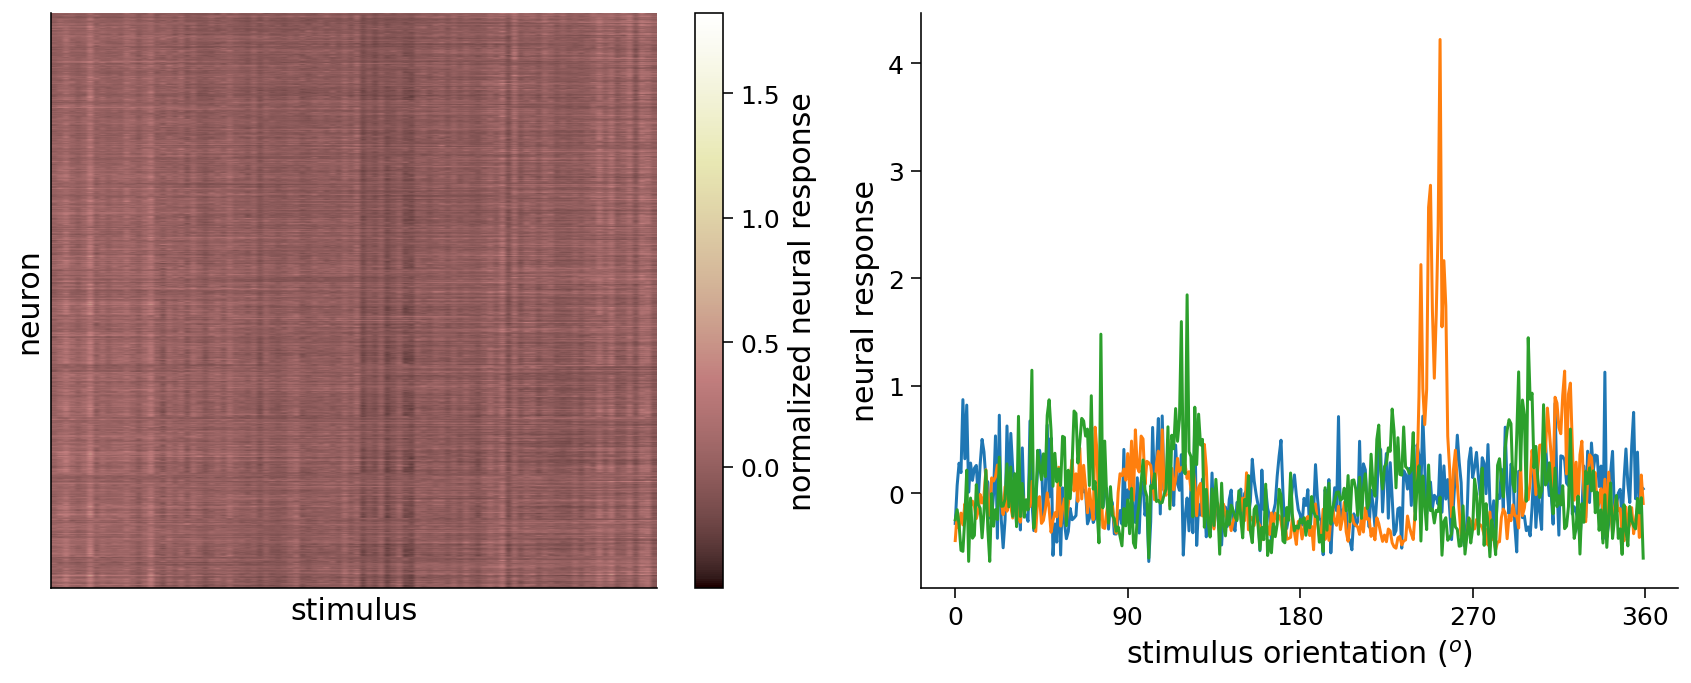 neuron
stimulus
1.5
1.0
0.5
0.0
normalized neural response
neural response
4
3
2
1
0
0 90 180 270 360
stimulus orientation (º)